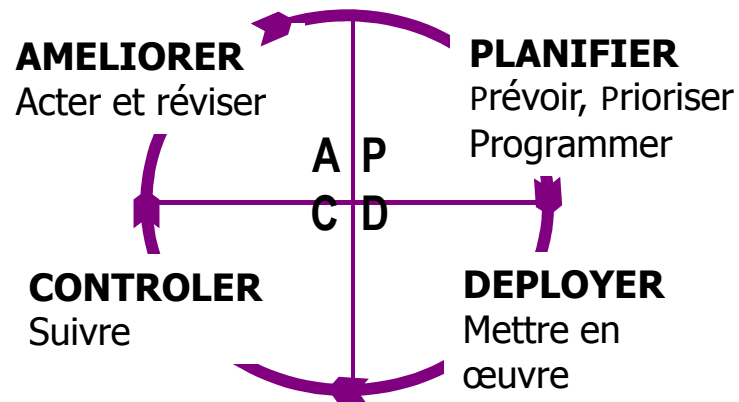 AMELIORER
Acter et réviser
PLANIFIER
Prévoir, Prioriser
Programmer
A P
C D
CONTROLER
Suivre
DEPLOYER
Mettre en
œuvre